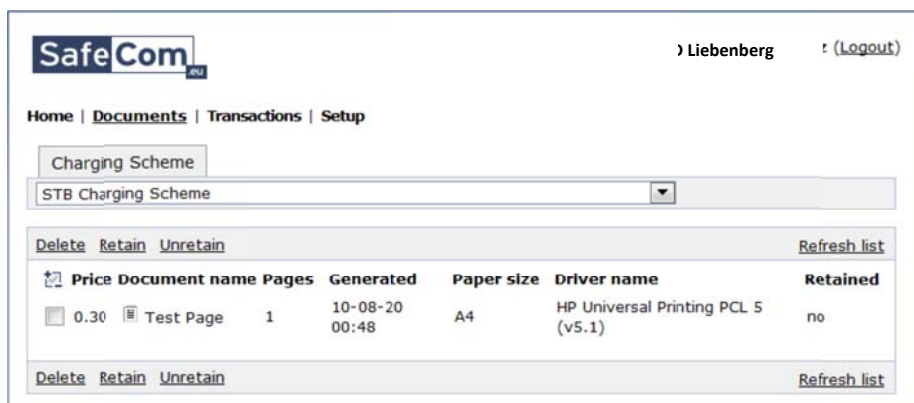 SafeCom .eu
Liebenberg (Logout)
Home | Documents | Transactions | Setup
Charging Scheme
STB Charging Scheme
Delete Retain Unretain Refresh list
Price Document name Pages Generated Paper size Driver name Retained
0.30 Test Page 1 10-08-20 00:48 A4 HP Universal Printing PCL 5 (v5.1) no
Delete Retain Unretain Refresh list